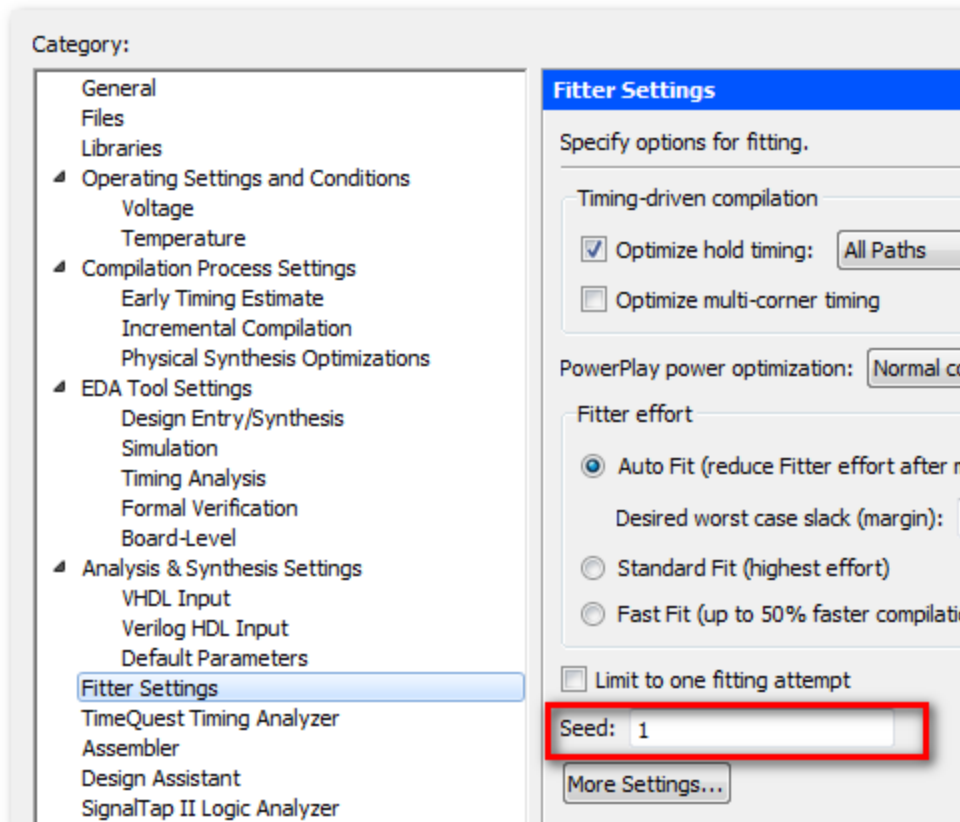 Category:
General
Files
Libraries
Operating Settings and Conditions
Voltage
Temperature
Compilation Process Settings
Early Timing Estimate
Incremental Compilation
Physical Synthesis Optimizations
EDA Tool Settings
Design Entry/Synthesis
Simulation
Timing Analysis
Formal Verification
Board-Level
Analysis & Synthesis Settings
VHDL Input
Verilog HDL Input
Default Parameters
Fitter Settings
TimeQuest Timing Analyzer
Assembler
Design Assistant
SignalTap II Logic Analyzer
Fitter Settings
Specify options for fitting.
Timing-driven compilation
Optimize hold timing: All Paths
Optimize multi-corner timing
PowerPlay power optimization: Normal
Fitter effort
Auto Fit (reduce Fitter effort after
Desired worst case slack (margin):
Standard Fit (highest effort)
Fast Fit (up to 50% faster
Limit to one fitting attempt
Seed: 1
More Settings...